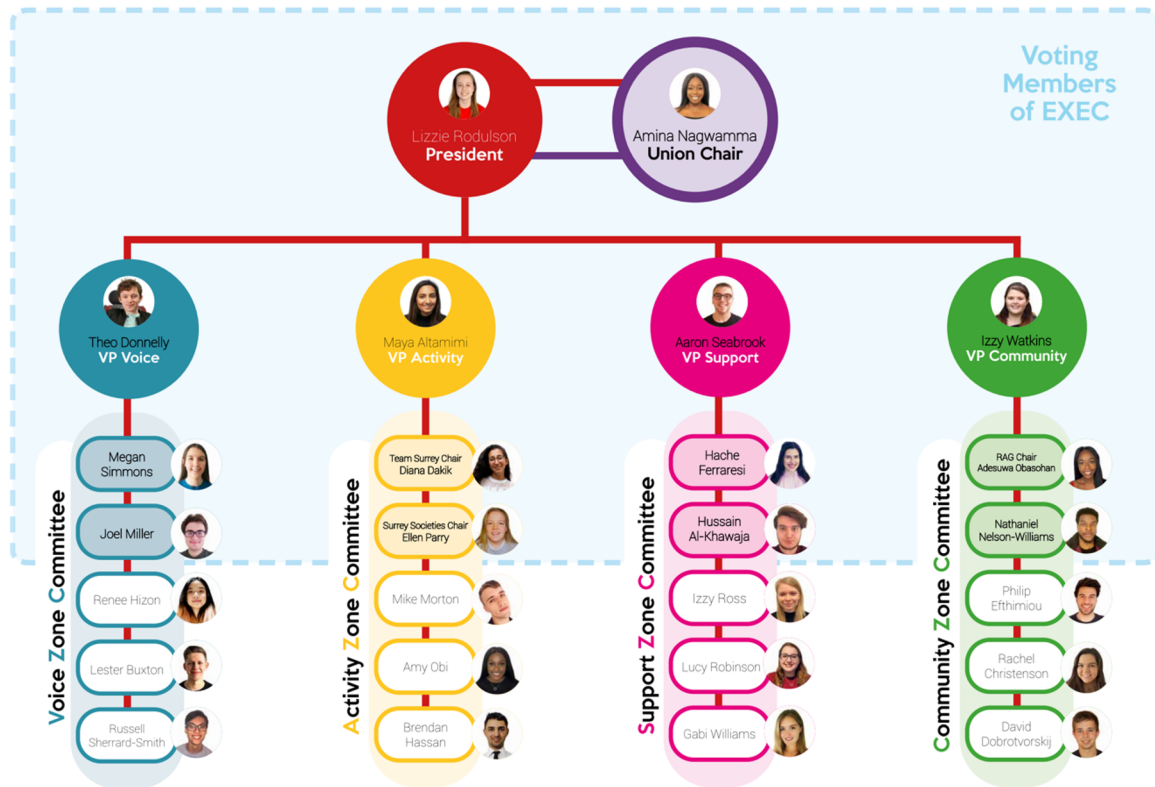 Voting
Members
of EXEC
Lizzie Rodulson
President
Amina Nagwamma
Union Chair
Theo Donnelly
VP Voice
Maya Altamimi
VP Activity
Aaron Seabrook
VP Support
Izzy Watkins
VP Community
Voice Zone Committee
Megan
Simmons
Joel Miller
Renee Hizon
Lester Buxton
Russell
Sherrard-Smith
Activity Zone Committee
Team Surrey Chair
Diana Dakik
Surrey Societies Chair
Ellen Parry
Mike Morton
Amy Obi
Brendan
Hassan
Support Zone Committee
Hache
Ferraresi
Hussain
Al-Khawaja
Izzy Ross
Lucy Robinson
Gabi Williams
Community Zone Committee
RAG Chair
Adesuwa Obasohan
Nathaniel
Nelson-Williams
Philip
Efthimiou
Rachel
Christenson
David
Dobrotvorskij